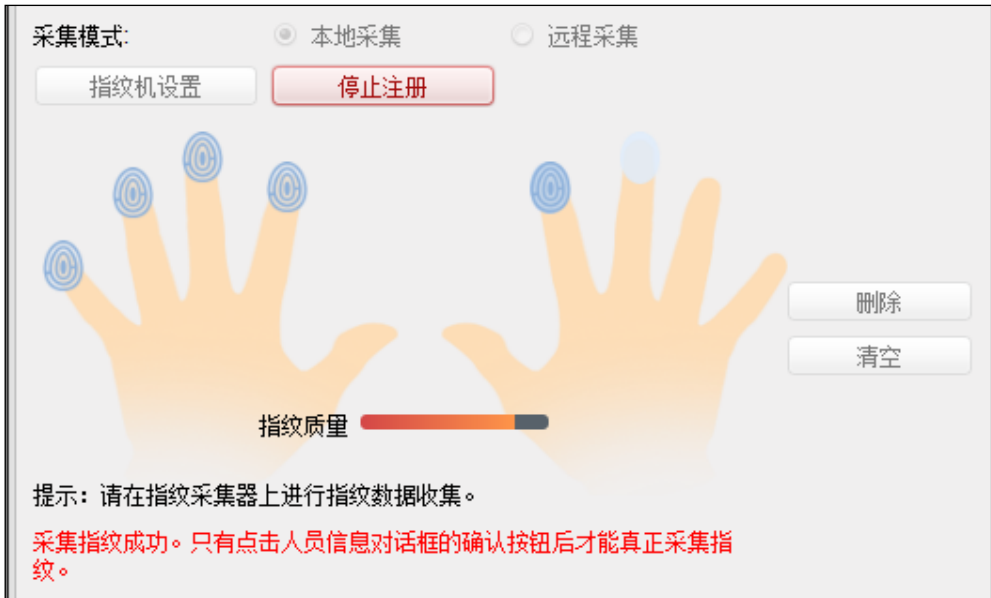 采集模式: 本地采集 远程采集
指纹机设置 停止注册
删除
清空
指纹质量
提示：请在指纹采集器上进行指纹数据收集。
采集指纹成功。只有点击人员信息对话框的确认按钮后才能真正采集指
纹。